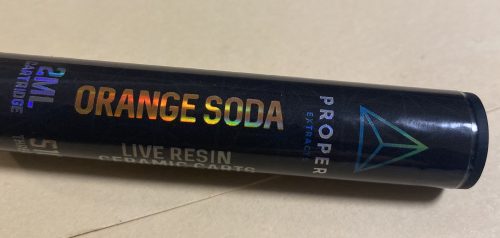 2ML
CARTRIDGE
ORANGE SODA
LIVE RESIN
CERAMIC CARTS
PROPER
EXTRACTS